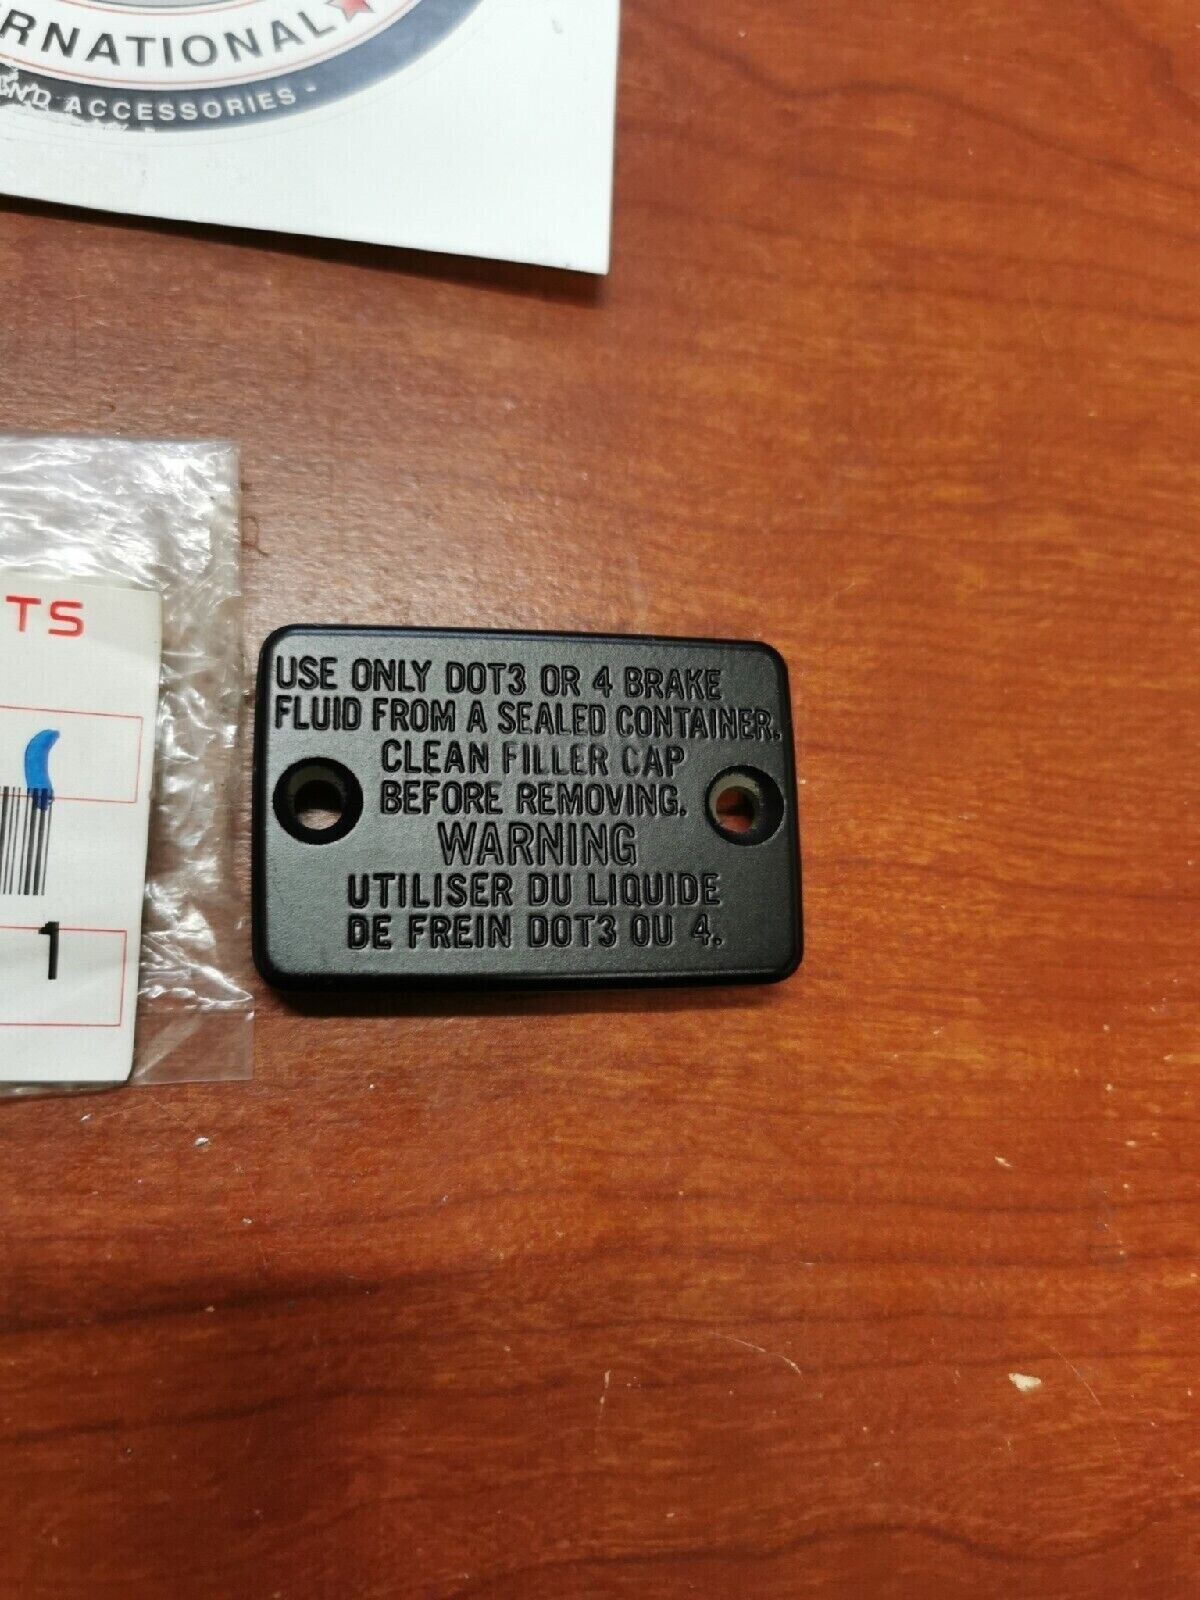 RNATIONAL
ND ACCESSORIES -
TS
1
USE ONLY DOT3 OR 4 BRAKE
FLUID FROM A SEALED CONTAINER.
CLEAN FILLER CAP
BEFORE REMOVING.
WARNING
UTILISER DU LIQUIDE
DE FREIN DOT3 OU 4.